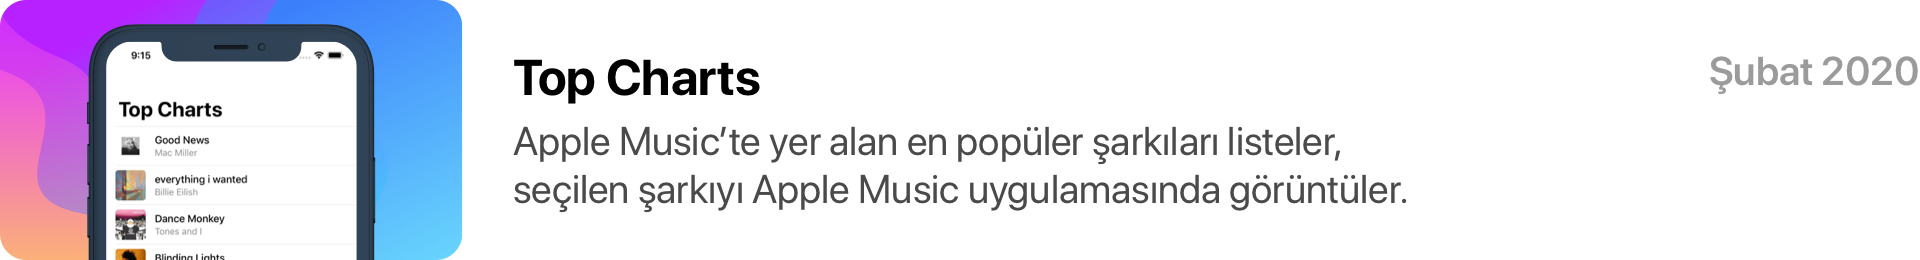 9:15
Top Charts
Good News
Mac Miller
everything i wanted
Billie Eilish
Dance Monkey
Tones and I
Blinding Lights
Top Charts
Şubat 2020
Apple Music’te yer alan en popüler şarkıları listeler,
seçilen şarkıyı Apple Music uygulamasında görüntüler.